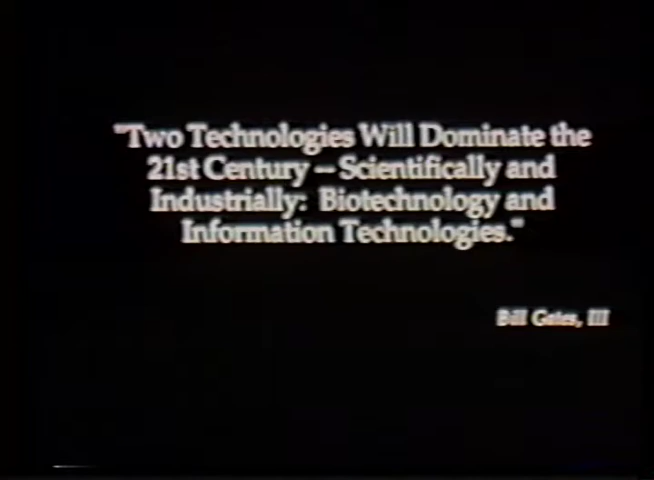 "Two Technologies Will Dominate the
21st Century -- Scientifically and
Industrially: Biotechnology and
Information Technologies."
Bill Gates, III